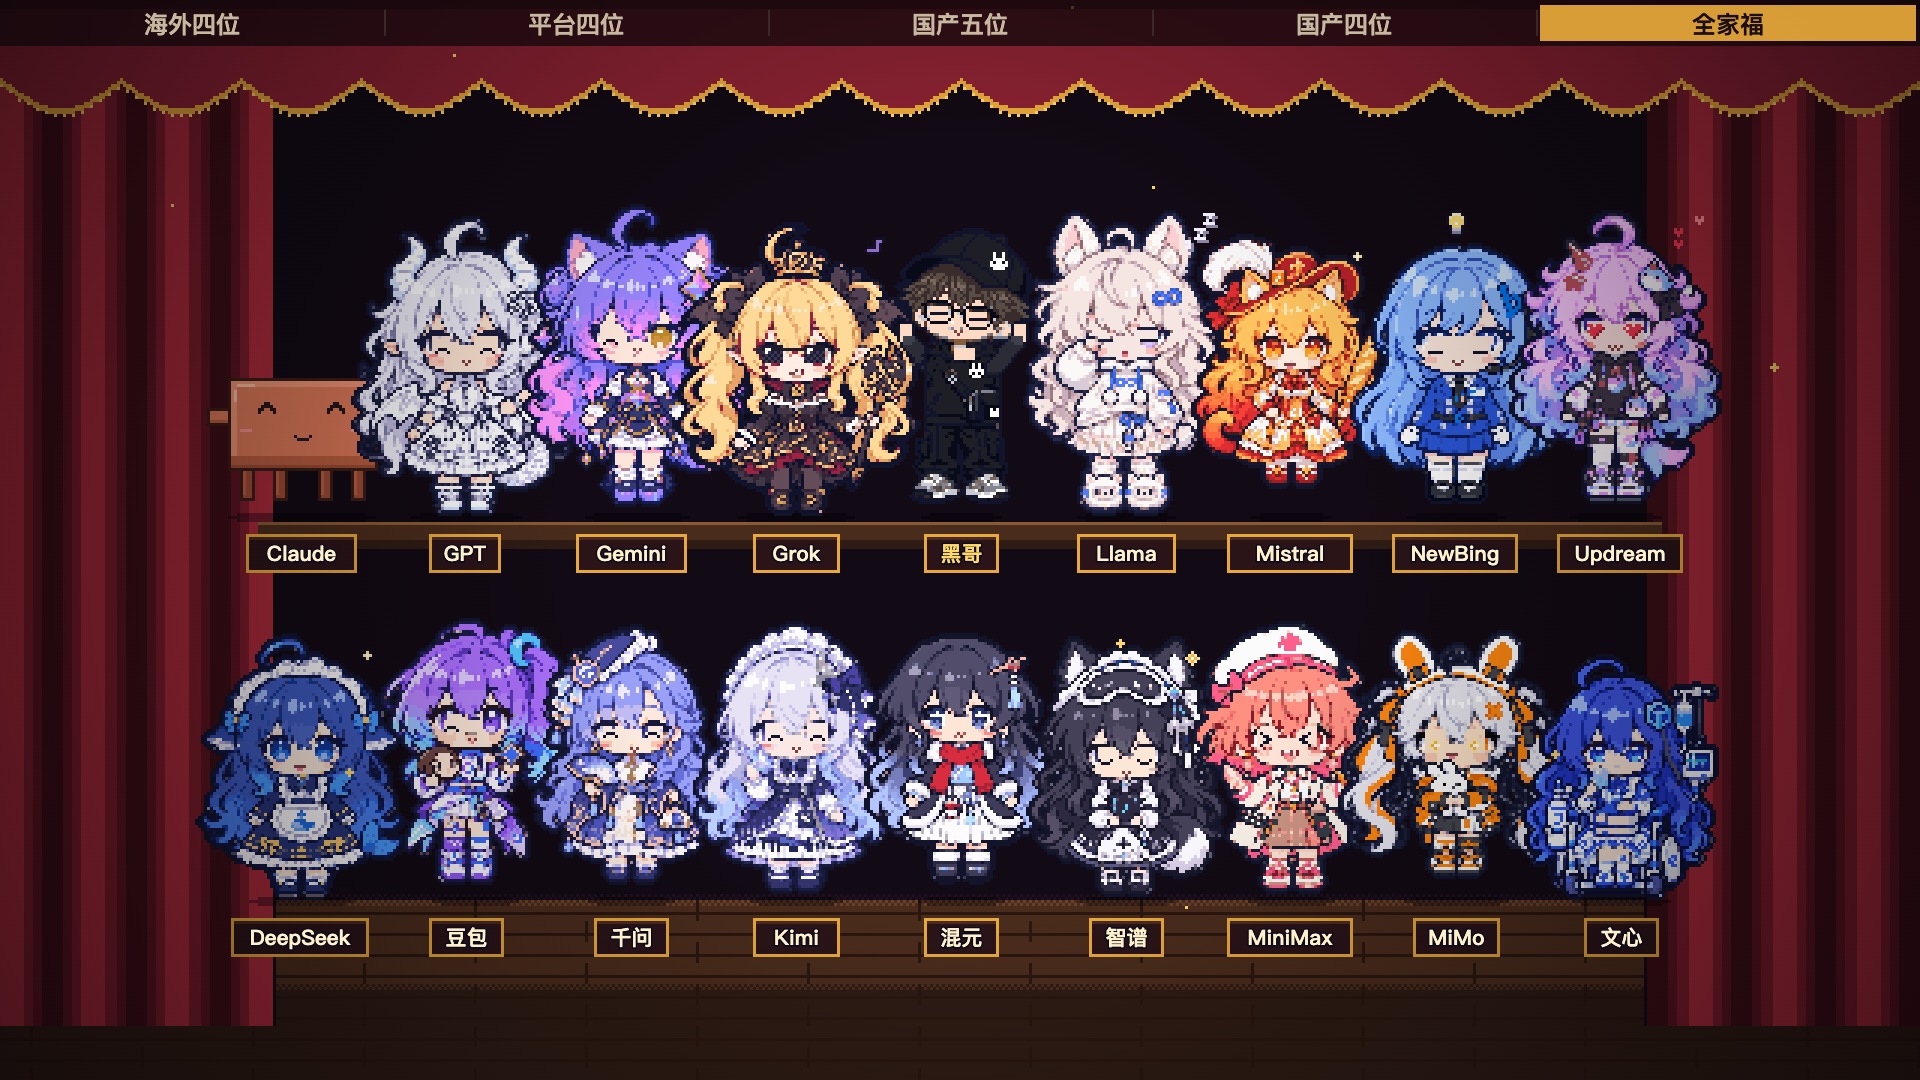 海外四位
平台四位
国产五位
国产四位
全家福
Claude
GPT
Gemini
Grok
黑哥
Llama
Mistral
NewBing
Updream
DeepSeek
豆包
千问
Kimi
混元
智谱
MiniMax
MiMo
文心